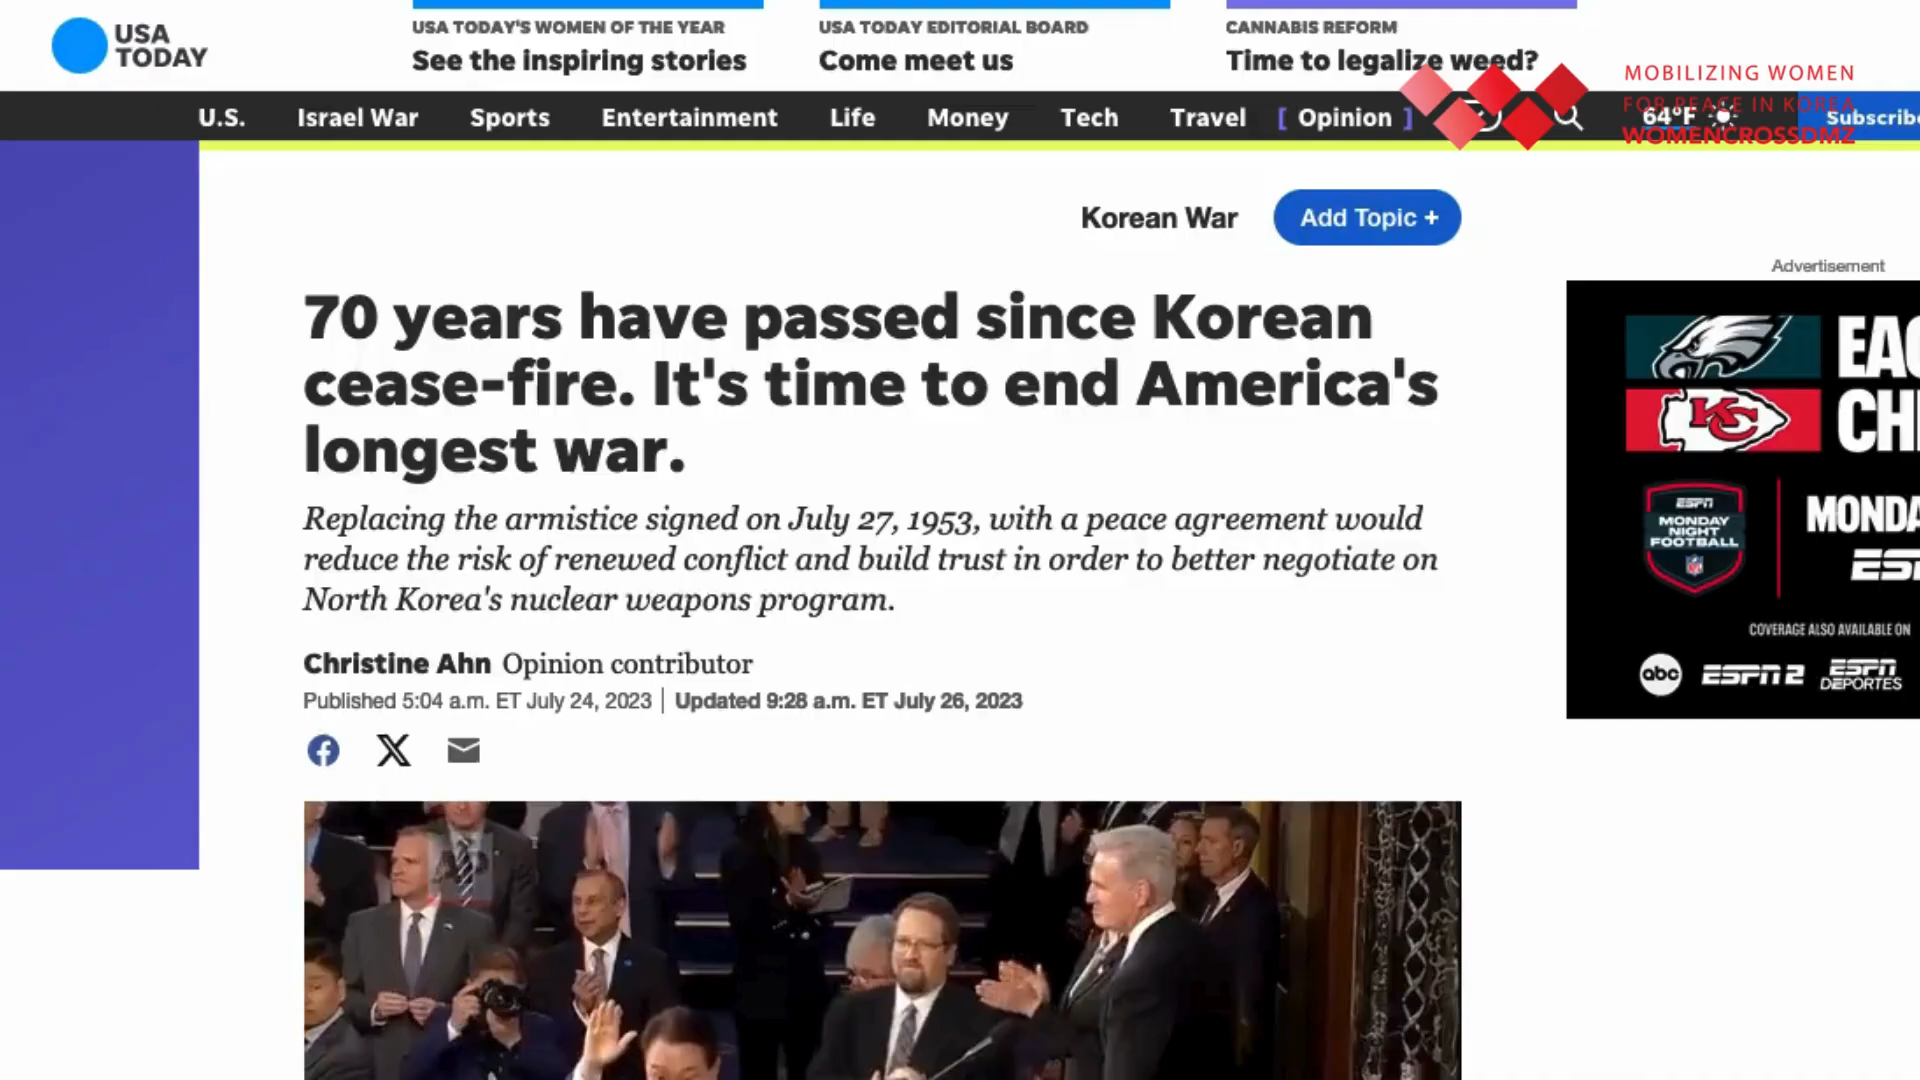 USA
TODAY
USA TODAY'S WOMEN OF THE YEAR
See the inspiring stories
USA TODAY EDITORIAL BOARD
Come meet us
CANNABIS REFORM
Time to legalize weed?
MOBILIZING WOMEN
FOR PEACE IN KOREA
WOMENCROSSDMZ
U.S. Israel War Sports Entertainment Life Money Tech Travel [ Opinion ] 64°F
Korean War Add Topic +
Advertisement
70 years have passed since Korean
cease-fire. It's time to end America's
longest war.
Replacing the armistice signed on July 27, 1953, with a peace agreement would
reduce the risk of renewed conflict and build trust in order to better negotiate on
North Korea's nuclear weapons program.
Christine Ahn Opinion contributor
Published 5:04 a.m. ET July 24, 2023 | Updated 9:28 a.m. ET July 26, 2023
KC
ESPN
MONDAY
NIGHT
FOOTBALL
COVERAGE ALSO AVAILABLE ON
abc ESPN2 ESPN
DEPORTES